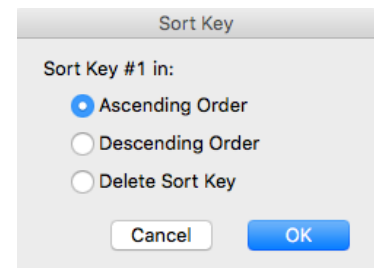 Sort Key
Sort Key #1 in:
Ascending Order
Descending Order
Delete Sort Key
Cancel OK